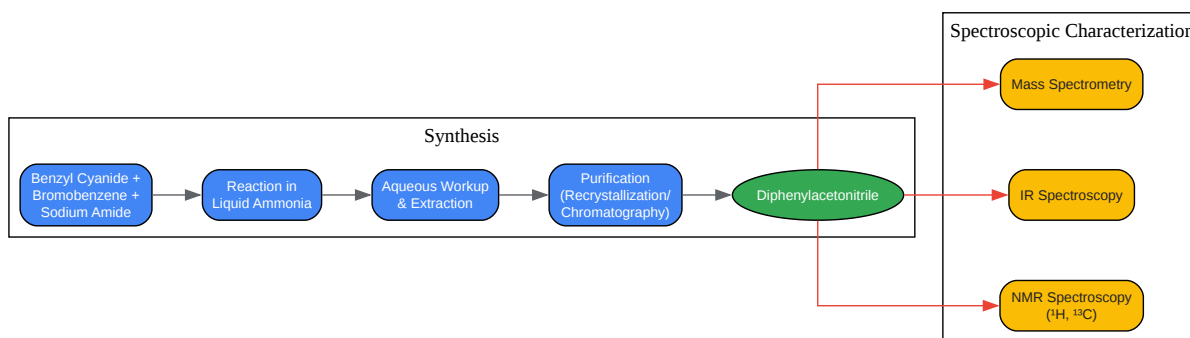 Spectroscopic Characterization
Mass Spectrometry
Synthesis
Benzyl Cyanide +
Bromobenzene +
Sodium Amide
Reaction in
Liquid Ammonia
Aqueous Workup
& Extraction
Purification
(Recrystallization/
Chromatography)
Diphenylacetonitrile
IR Spectroscopy
NMR Spectroscopy
(¹H, ¹³C)